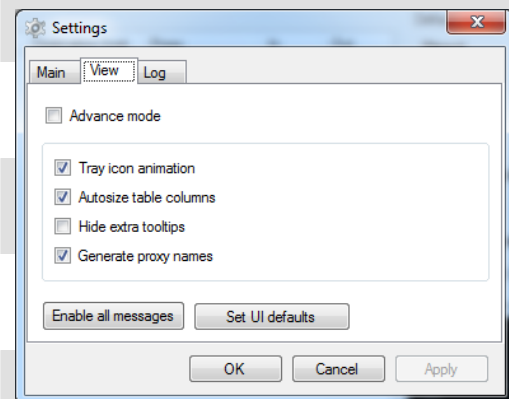 Settings
Main View Log
Advance mode
Tray icon animation
Autosize table columns
Hide extra tooltips
Generate proxy names
Enable all messages Set UI defaults
OK Cancel Apply